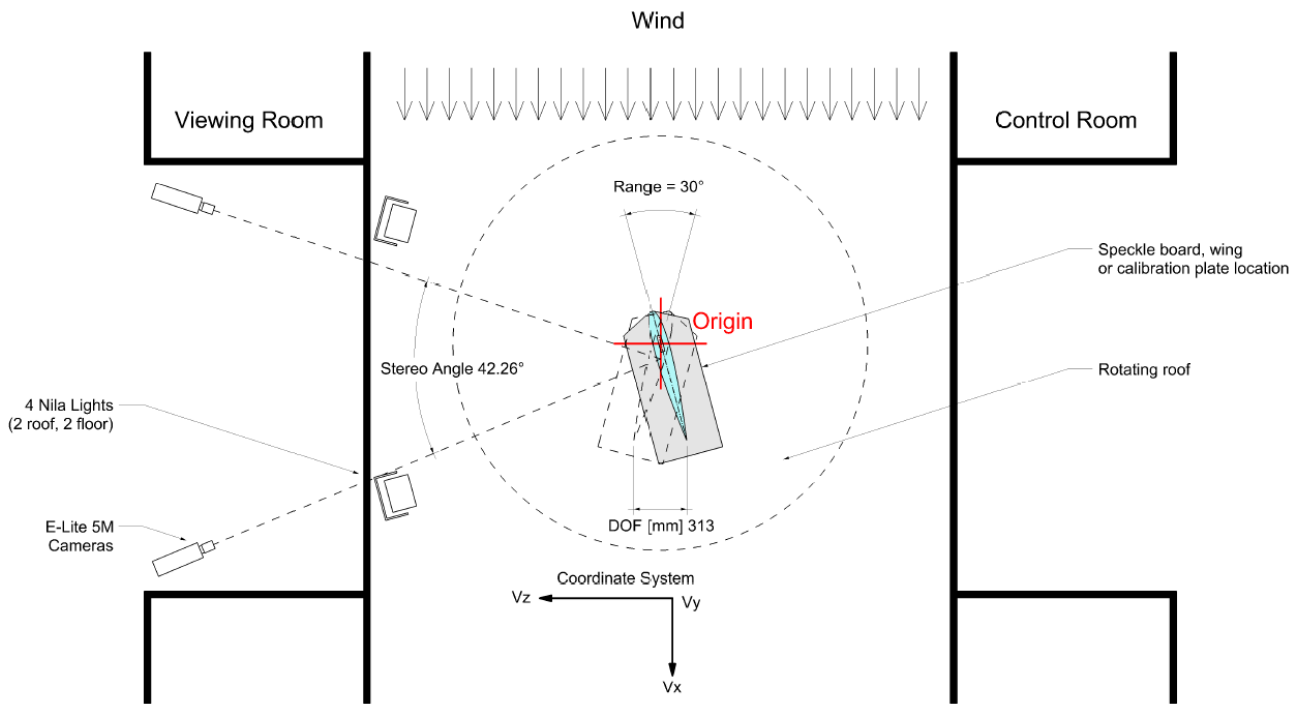 Wind
Viewing Room
Control Room
Range = 30°
Speckle board, wing
or calibration plate location
Origin
Stereo Angle 42.26°
Rotating roof
4 Nila Lights
(2 roof, 2 floor)
DOF [mm] 313
E-Lite 5M
Cameras
Coordinate System
Vz
Vy
Vx